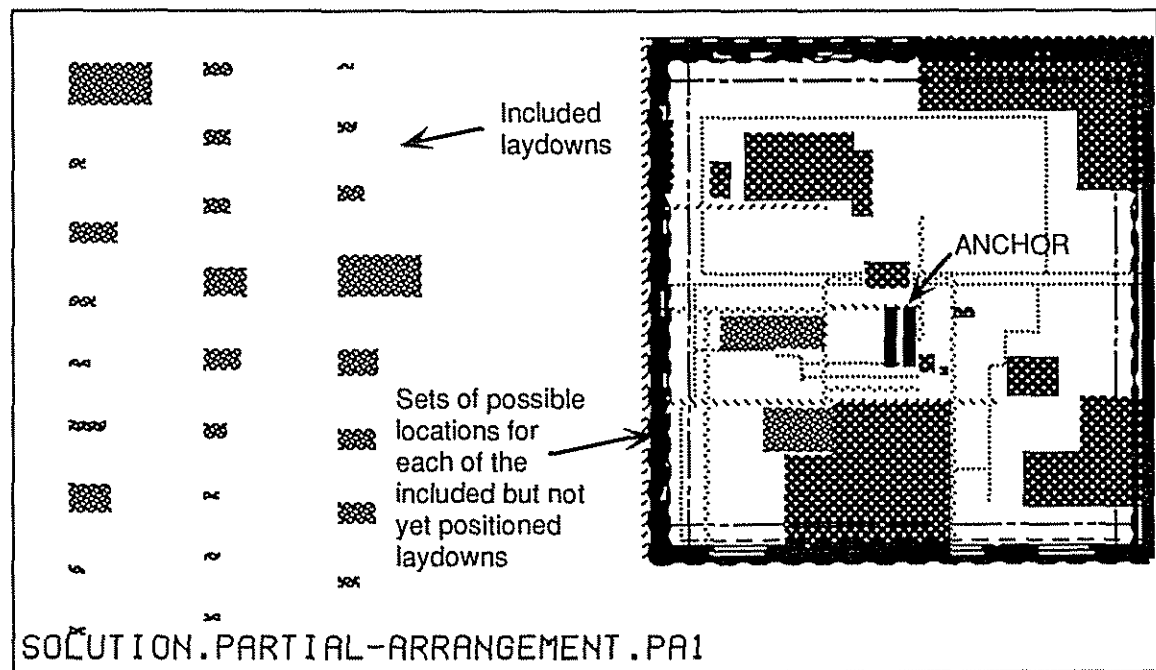 Included
laydowns
ANCHOR
Sets of possible
locations for
each of the
included but not
yet positioned
laydowns
SOLUTION.PARTIAL-ARRANGEMENT.PA1